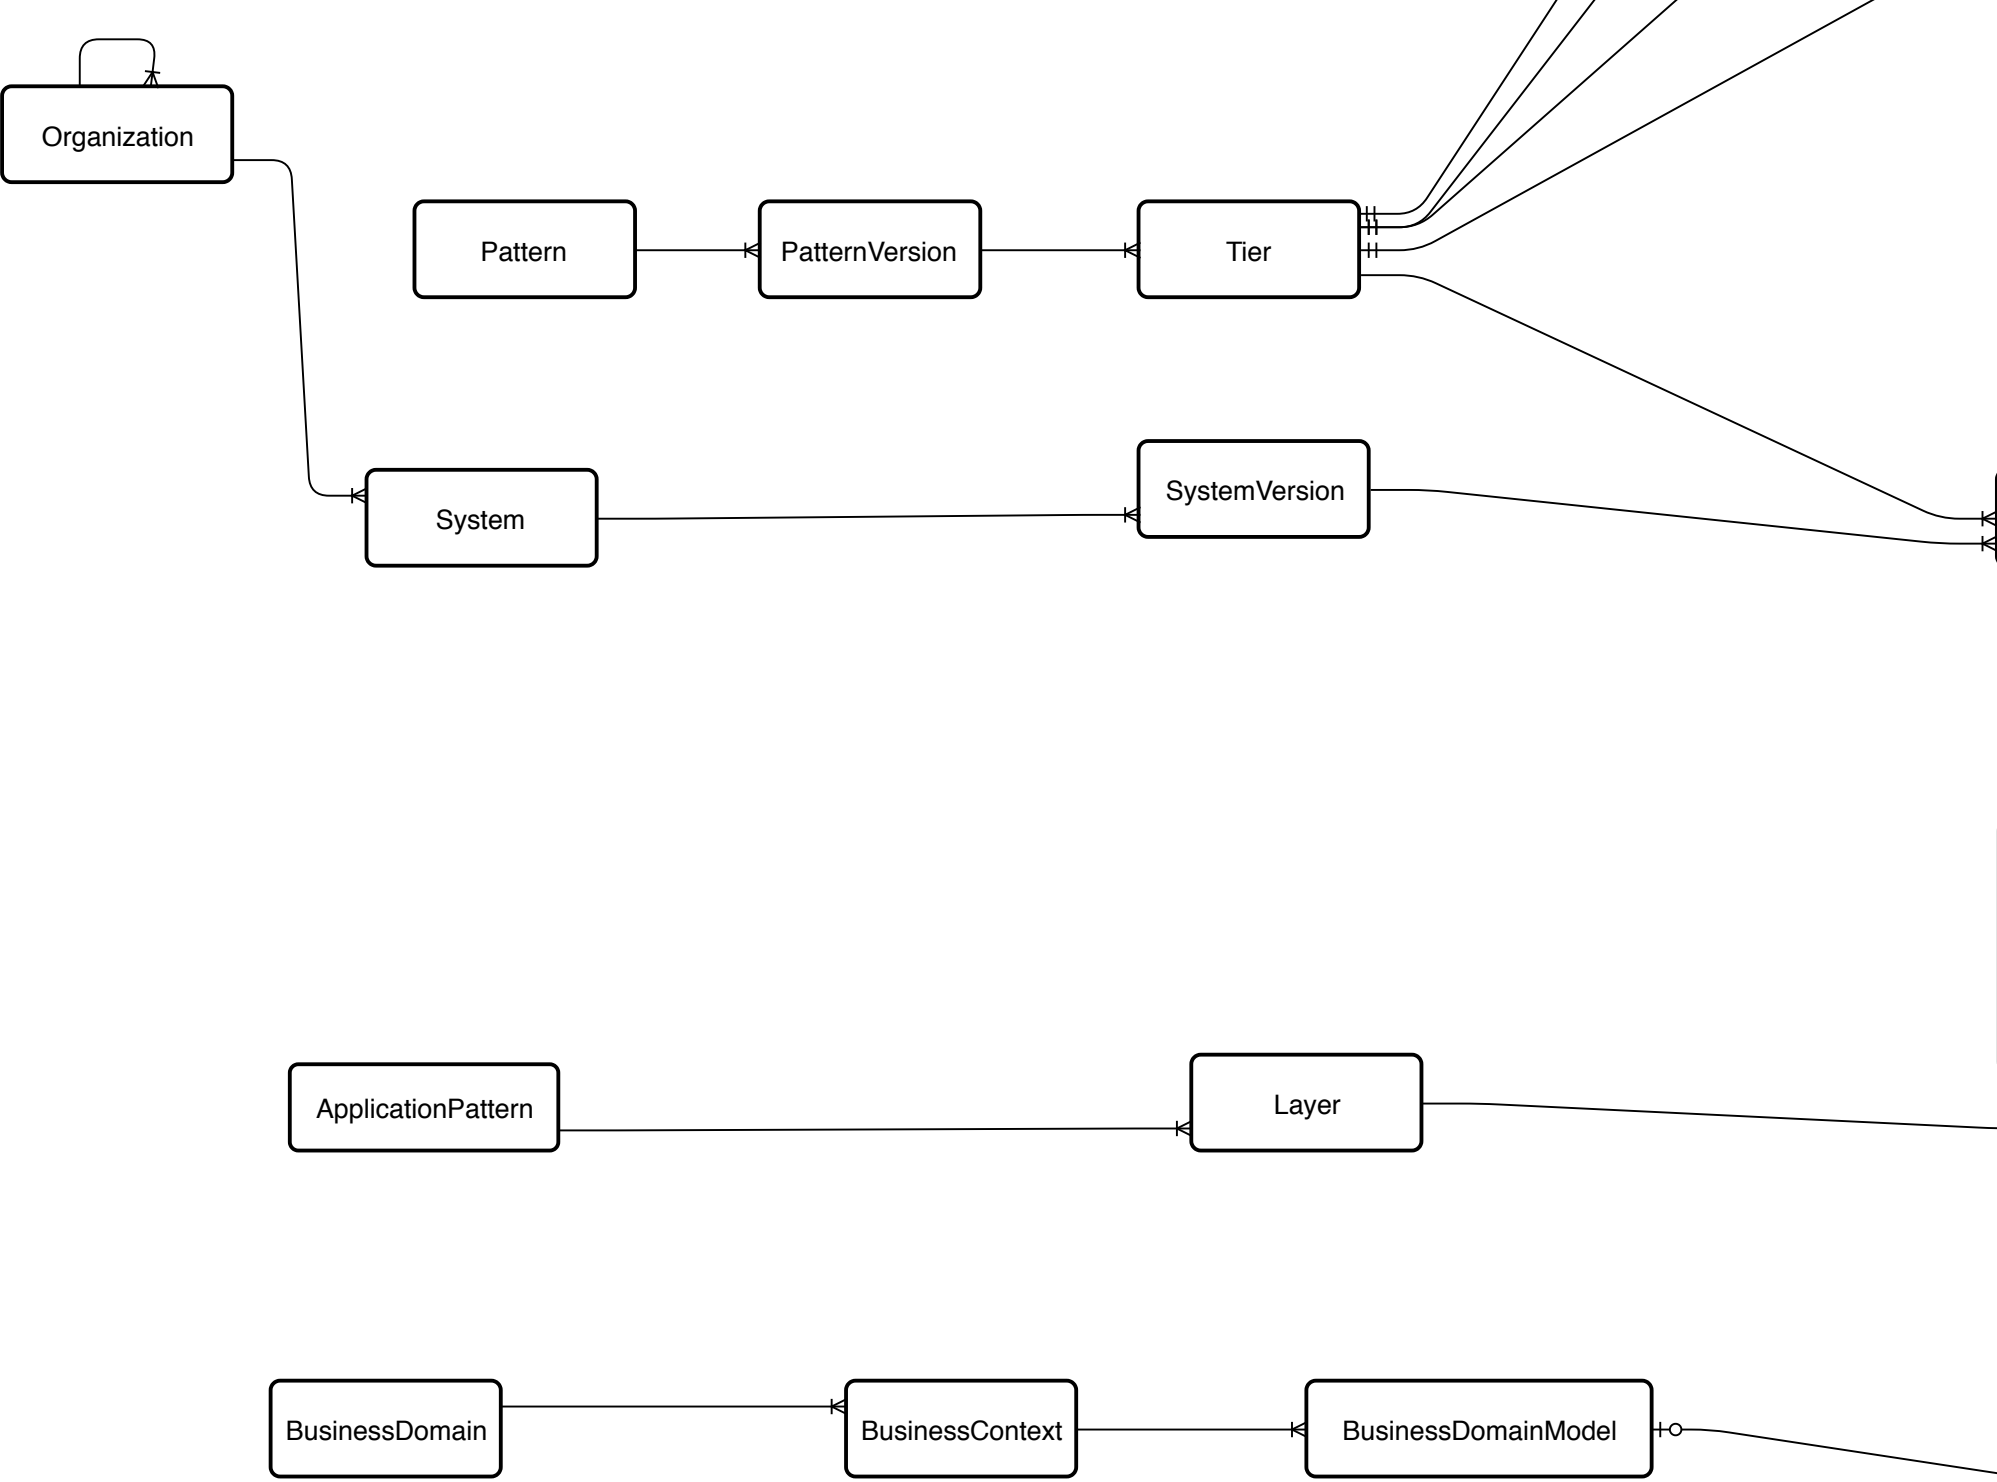 Organization
Pattern
PatternVersion
Tier
SystemVersion
System
ApplicationPattern
Layer
BusinessDomain
BusinessContext
BusinessDomainModel